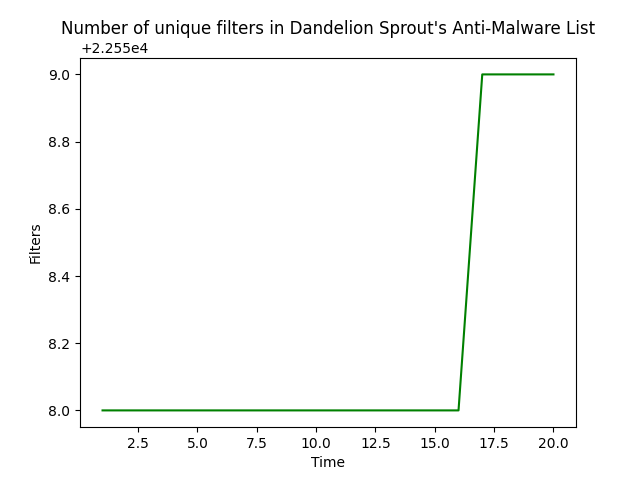 Number of unique filters in Dandelion Sprout's Anti-Malware List
+2.255e4
9.0
8.8
8.6
8.4
8.2
8.0
Filters
2.5 5.0 7.5 10.0 12.5 15.0 17.5 20.0
Time